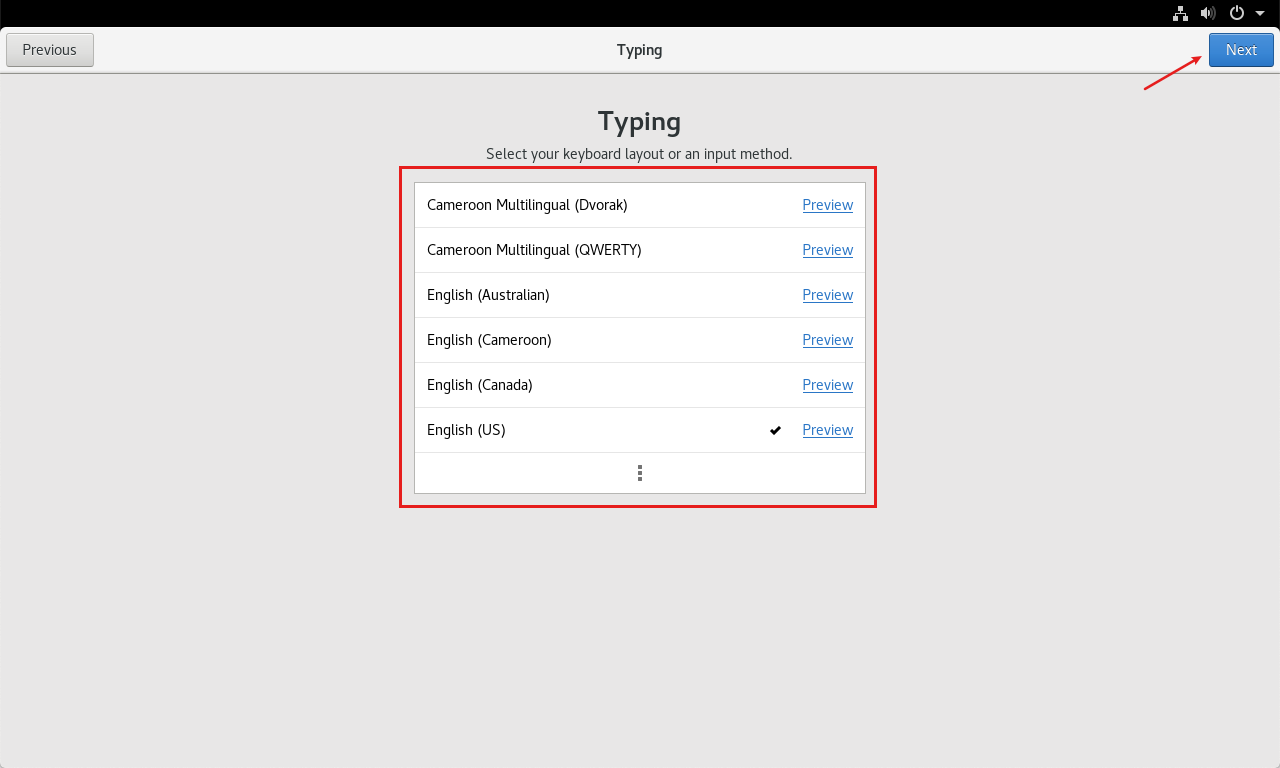 Previous Typing Next
Typing
Select your keyboard layout or an input method.
Cameroon Multilingual (Dvorak) Preview
Cameroon Multilingual (QWERTY) Preview
English (Australian) Preview
English (Cameroon) Preview
English (Canada) Preview
English (US) Preview